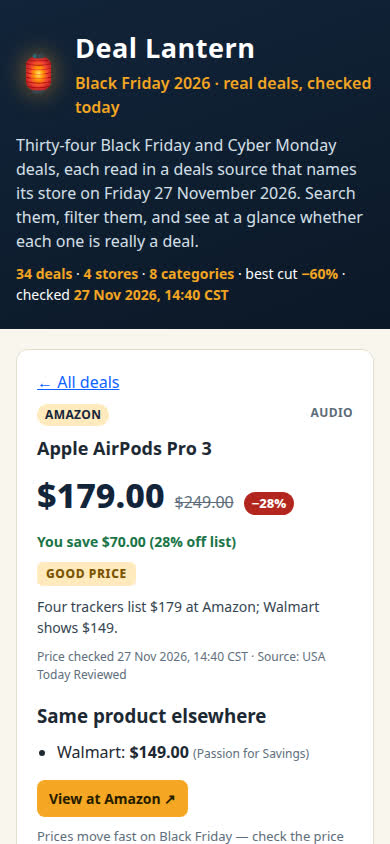 Deal Lantern
Black Friday 2026 · real deals, checked
today
Thirty-four Black Friday and Cyber Monday
deals, each read in a deals source that names
its store on Friday 27 November 2026. Search
them, filter them, and see at a glance whether
each one is really a deal.
34 deals · 4 stores · 8 categories · best cut −60% ·
checked 27 Nov 2026, 14:40 CST
← All deals
AMAZON
AUDIO
Apple AirPods Pro 3
$179.00 $249.00 −28%
You save $70.00 (28% off list)
GOOD PRICE
Four trackers list $179 at Amazon; Walmart
shows $149.
Price checked 27 Nov 2026, 14:40 CST · Source: USA
Today Reviewed
Same product elsewhere
• Walmart: $149.00 (Passion for Savings)
View at Amazon ↗
Prices move fast on Black Friday — check the price